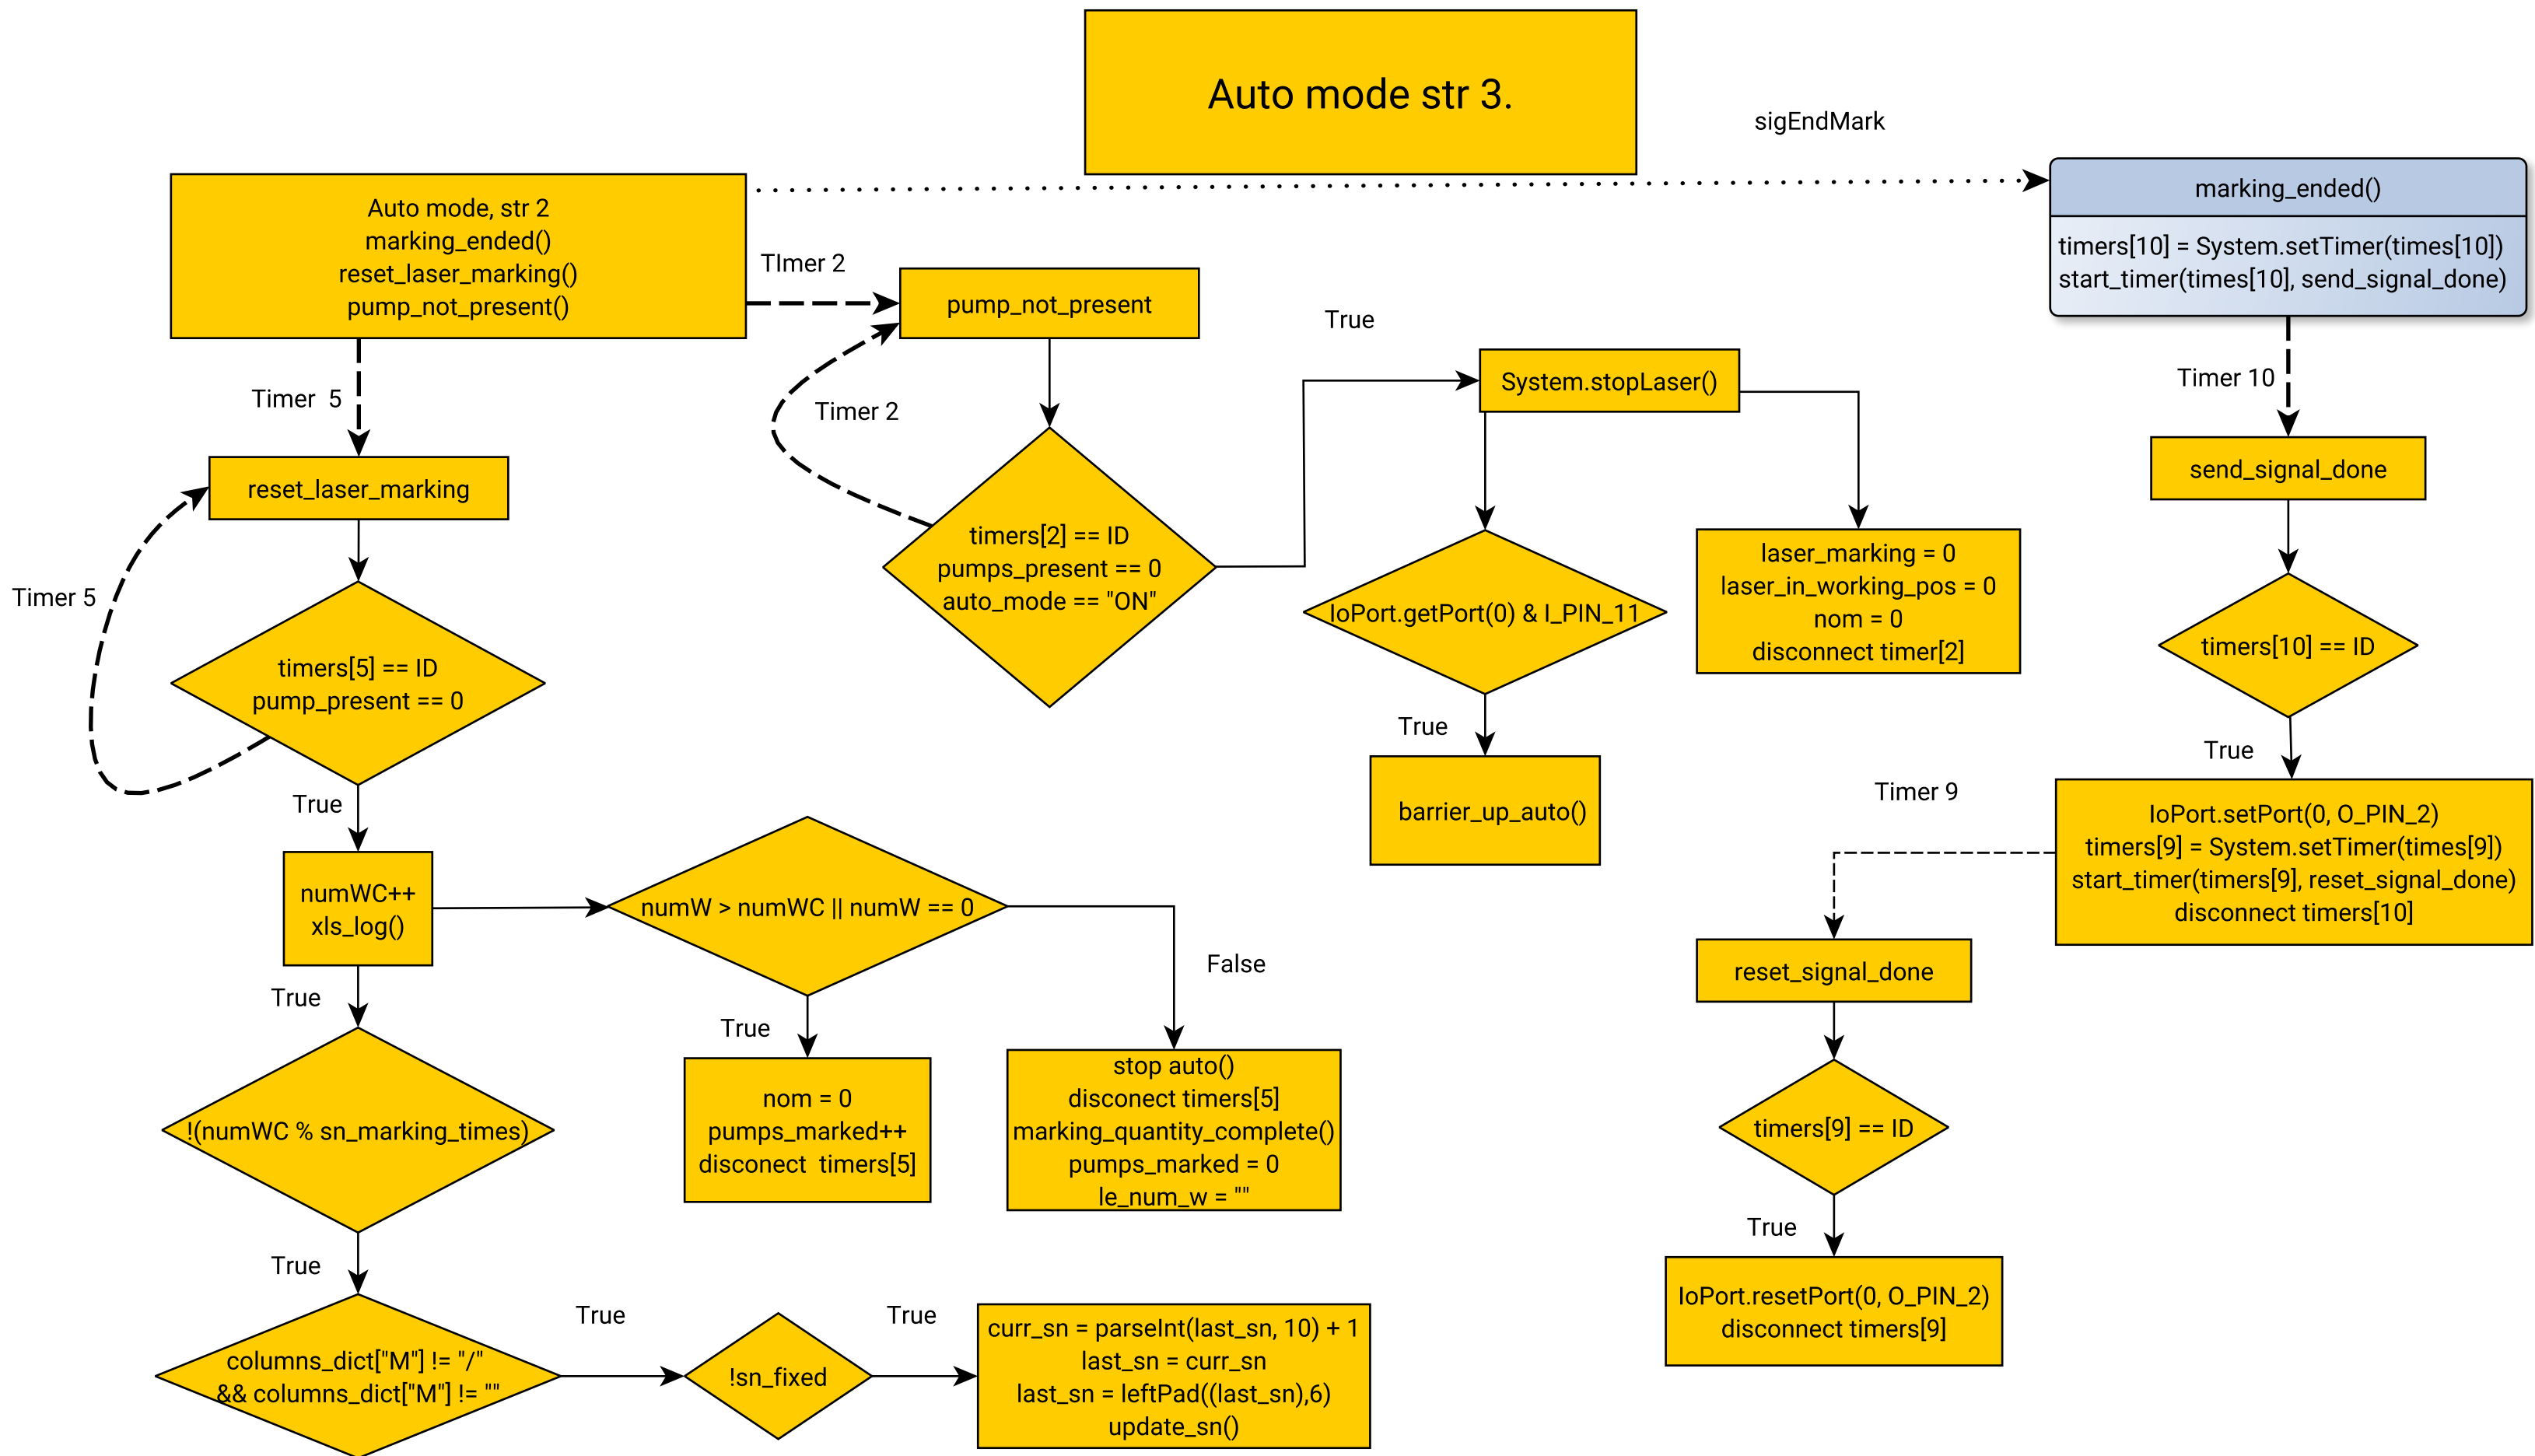 Auto mode str 3.
sigEndMark
Auto mode, str 2
marking_ended()
reset_laser_marking()
pump_not_present()
marking_ended()
timers[10] = System.setTimer(times[10])
start_timer(times[10], send_signal_done)
TImer 2
pump_not_present
True
System.stopLaser()
Timer 10
Timer  5
Timer 2
send_signal_done
reset_laser_marking
timers[2] == ID
pumps_present == 0
auto_mode == "ON"
IoPort.getPort(0) & I_PIN_11
laser_marking = 0
laser_in_working_pos = 0
nom = 0
disconnect timer[2]
timers[10] == ID
Timer 5
timers[5] == ID
pump_present == 0
True
True
barrier_up_auto()
Timer 9
IoPort.setPort(0, O_PIN_2)
timers[9] = System.setTimer(times[9])
start_timer(timers[9], reset_signal_done)
disconnect timers[10]
True
numWC++
xls_log()
numW > numWC || numW == 0
False
reset_signal_done
True
True
!(numWC % sn_marking_times)
nom = 0
pumps_marked++
disconect  timers[5]
stop auto()
disconect timers[5]
marking_quantity_complete()
pumps_marked = 0
le_num_w = ""
timers[9] == ID
True
True
IoPort.resetPort(0, O_PIN_2)
disconnect timers[9]
columns_dict["M"] != "/"
&& columns_dict["M"] != ""
True
!sn_fixed
True
curr_sn = parseInt(last_sn, 10) + 1
last_sn = curr_sn
last_sn = leftPad((last_sn),6)
update_sn()